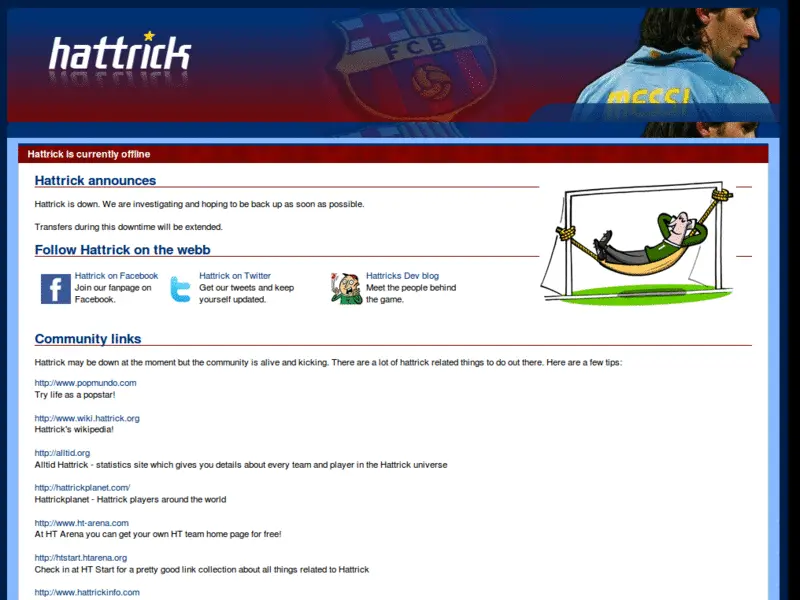 hattrick
FCB
MESSI
Hattrick is currently offline
Hattrick announces
Hattrick is down. We are investigating and hoping to be back up as soon as possible.
Transfers during this downtime will be extended.
Follow Hattrick on the webb
Hattrick on Facebook
Join our fanpage on
Facebook.
Hattrick on Twitter
Get our tweets and keep
yourself updated.
Hattricks Dev blog
Meet the people behind
the game.
Community links
Hattrick may be down at the moment but the community is alive and kicking. There are a lot of hattrick related things to do out there. Here are a few tips:
http://www.popmundo.com
Try life as a popstar!
http://www.wiki.hattrick.org
Hattrick's wikipedia!
http://alltid.org
Alltid Hattrick - statistics site which gives you details about every team and player in the Hattrick universe
http://hattrickplanet.com/
Hattrickplanet - Hattrick players around the world
http://www.ht-arena.com
At HT Arena you can get your own HT team home page for free!
http://htstart.htarena.org
Check in at HT Start for a pretty good link collection about all things related to Hattrick
http://www.hattrickinfo.com